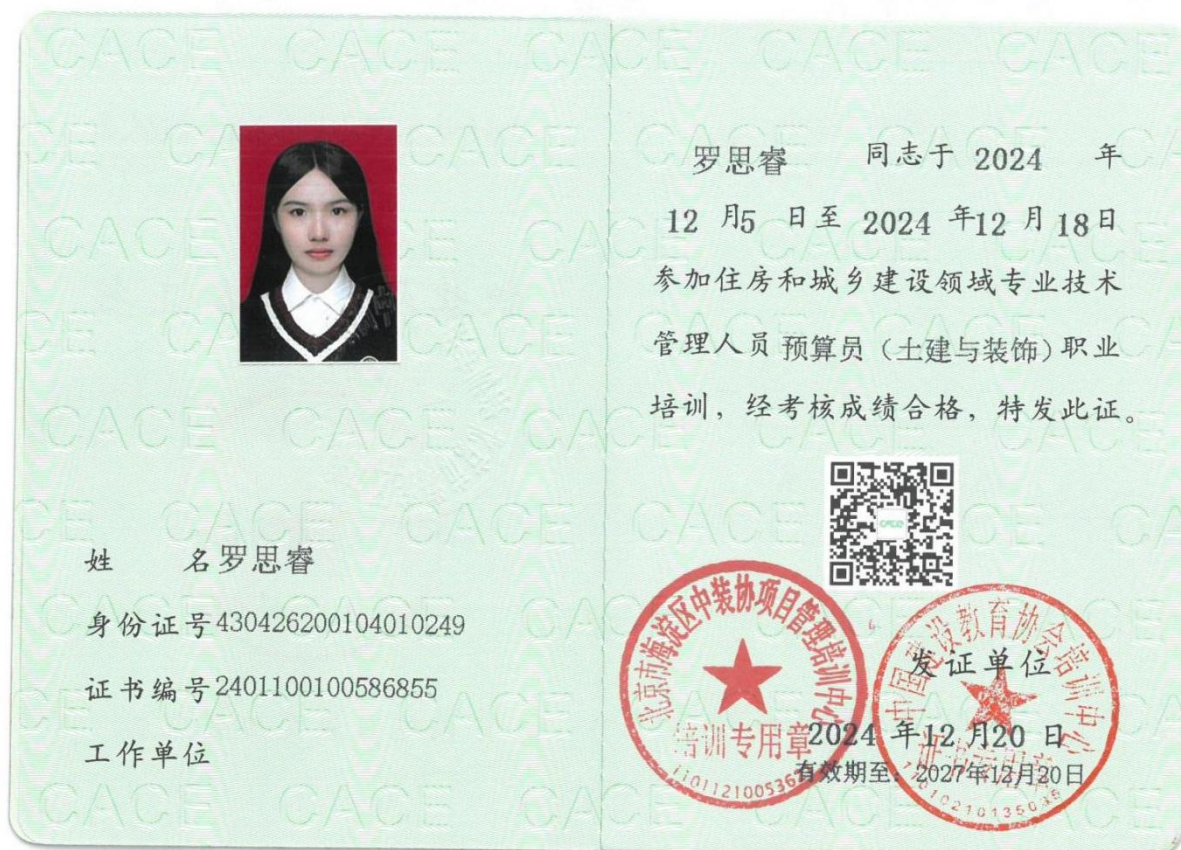 姓 名罗思睿
身份证号430426200104010249
证书编号2401100100586855
工作单位
罗思睿 同志于 2024 年
12 月5 日至 2024 年12 月 18日
参加住房和城乡建设领域专业技术
管理人员 预算员（土建与装饰）职业
培训，经考核成绩合格，特发此证。
CACE
北京市海淀区中装协项目管理培训中心
培训专用章
中国建设教育协会培训中心
发证单位
2024 年12 月20 日
有效期至：2027年12月20日